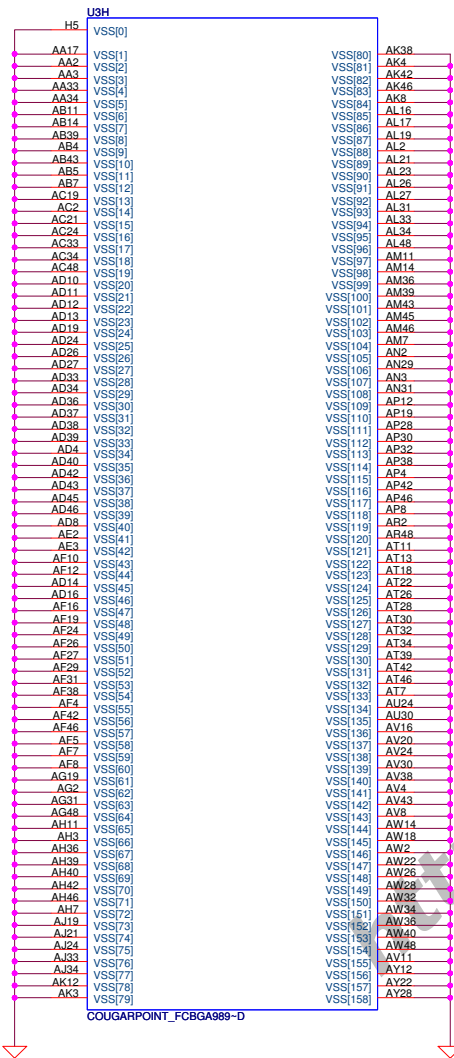 U3H
H5 VSS[0]
AA17 VSS[1] VSS[80] AK38
AA2 VSS[2] VSS[81] AK4
AA3 VSS[3] VSS[82] AK42
AA33 VSS[4] VSS[83] AK46
AA34 VSS[5] VSS[84] AK8
AB11 VSS[6] VSS[85] AL16
AB14 VSS[7] VSS[86] AL17
AB39 VSS[8] VSS[87] AL19
AB4 VSS[9] VSS[88] AL2
AB43 VSS[10] VSS[89] AL21
AB5 VSS[11] VSS[90] AL23
AB7 VSS[12] VSS[91] AL26
AC19 VSS[13] VSS[92] AL27
AC2 VSS[14] VSS[93] AL31
AC21 VSS[15] VSS[94] AL33
AC24 VSS[16] VSS[95] AL34
AC33 VSS[17] VSS[96] AL48
AC34 VSS[18] VSS[97] AM11
AC48 VSS[19] VSS[98] AM14
AD10 VSS[20] VSS[99] AM36
AD11 VSS[21] VSS[100] AM39
AD12 VSS[22] VSS[101] AM43
AD13 VSS[23] VSS[102] AM45
AD19 VSS[24] VSS[103] AM46
AD24 VSS[25] VSS[104] AM7
AD26 VSS[26] VSS[105] AN2
AD27 VSS[27] VSS[106] AN29
AD33 VSS[28] VSS[107] AN3
AD34 VSS[29] VSS[108] AN31
AD36 VSS[30] VSS[109] AP12
AD37 VSS[31] VSS[110] AP19
AD38 VSS[32] VSS[111] AP28
AD39 VSS[33] VSS[112] AP30
AD4 VSS[34] VSS[113] AP32
AD40 VSS[35] VSS[114] AP38
AD42 VSS[36] VSS[115] AP4
AD43 VSS[37] VSS[116] AP42
AD45 VSS[38] VSS[117] AP46
AD46 VSS[39] VSS[118] AP8
AD8 VSS[40] VSS[119] AR2
AE2 VSS[41] VSS[120] AR48
AE3 VSS[42] VSS[121] AT11
AF10 VSS[43] VSS[122] AT13
AF12 VSS[44] VSS[123] AT18
AD14 VSS[45] VSS[124] AT22
AD16 VSS[46] VSS[125] AT26
AF16 VSS[47] VSS[126] AT28
AF19 VSS[48] VSS[127] AT30
AF24 VSS[49] VSS[128] AT32
AF26 VSS[50] VSS[129] AT34
AF27 VSS[51] VSS[130] AT39
AF29 VSS[52] VSS[131] AT42
AF31 VSS[53] VSS[132] AT46
AF38 VSS[54] VSS[133] AT7
AF4 VSS[55] VSS[134] AU24
AF42 VSS[56] VSS[135] AU30
AF46 VSS[57] VSS[136] AV16
AF5 VSS[58] VSS[137] AV20
AF7 VSS[59] VSS[138] AV24
AF8 VSS[60] VSS[139] AV30
AG19 VSS[61] VSS[140] AV38
AG2 VSS[62] VSS[141] AV4
AG31 VSS[63] VSS[142] AV43
AG48 VSS[64] VSS[143] AV8
AH11 VSS[65] VSS[144] AW14
AH3 VSS[66] VSS[145] AW18
AH36 VSS[67] VSS[146] AW2
AH39 VSS[68] VSS[147] AW22
AH40 VSS[69] VSS[148] AW26
AH42 VSS[70] VSS[149] AW28
AH46 VSS[71] VSS[150] AW32
AH7 VSS[72] VSS[151] AW34
AJ19 VSS[73] VSS[152] AW36
AJ21 VSS[74] VSS[153] AW40
AJ24 VSS[75] VSS[154] AW48
AJ33 VSS[76] VSS[155] AV11
AJ34 VSS[77] VSS[156] AY12
AK12 VSS[78] VSS[157] AY22
AK3 VSS[79] VSS[158] AY28
COUGARPOINT_FCBGA989~D